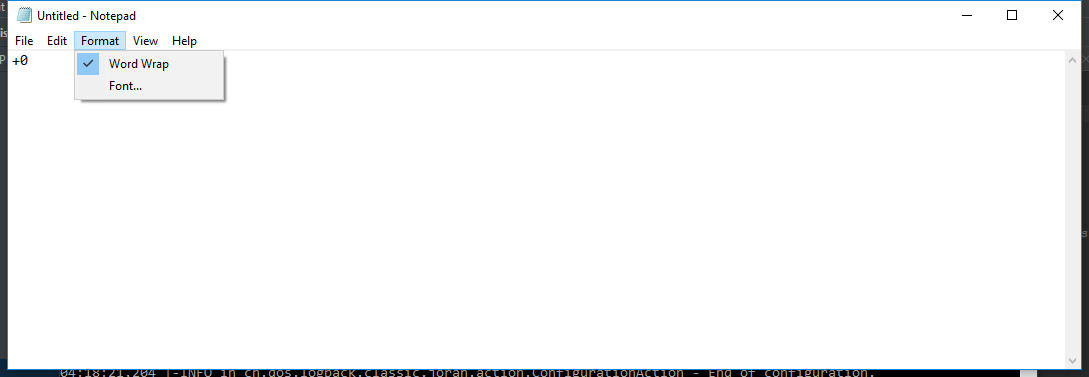 Untitled - Notepad
File Edit Format View Help
+0
Word Wrap
Font...
04:18:21,204 |-INFO in ch.qos.logback.classic.joran.action.ConfigurationAction - End of configuration.